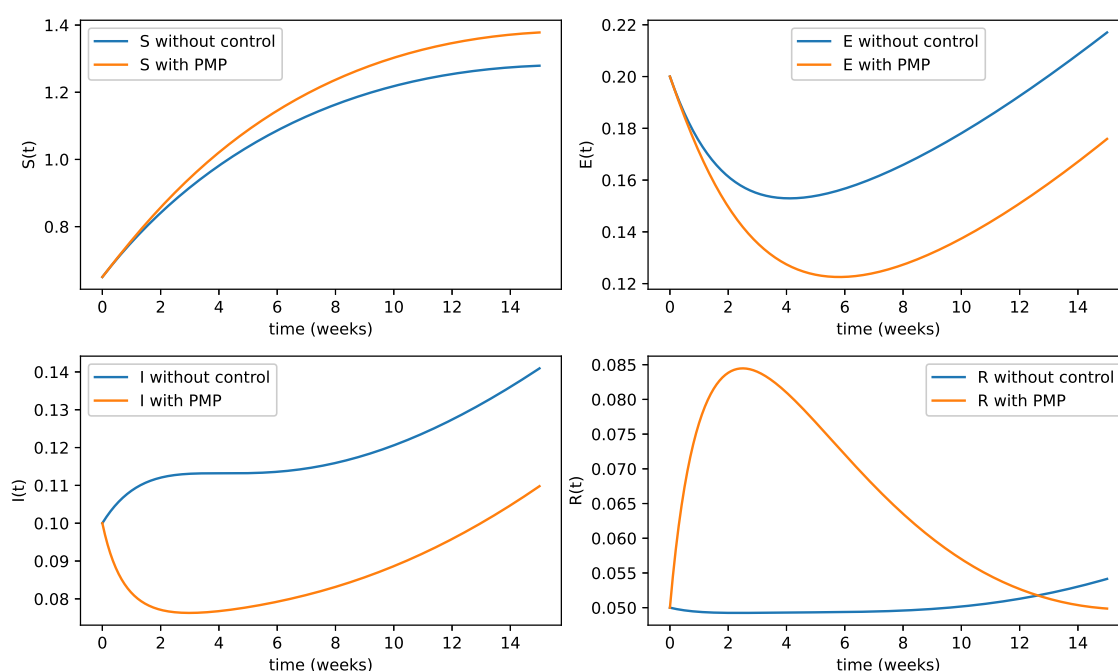 S without control
S with PMP
1.4
1.2
1.0
0.8
S(t)
0 2 4 6 8 10 12 14
time (weeks)
E without control
E with PMP
0.22
0.20
0.18
0.16
0.14
0.12
E(t)
0 2 4 6 8 10 12 14
time (weeks)
I without control
I with PMP
0.14
0.13
0.12
0.11
0.10
0.09
0.08
I(t)
0 2 4 6 8 10 12 14
time (weeks)
R without control
R with PMP
0.085
0.080
0.075
0.070
0.065
0.060
0.055
0.050
R(t)
0 2 4 6 8 10 12 14
time (weeks)